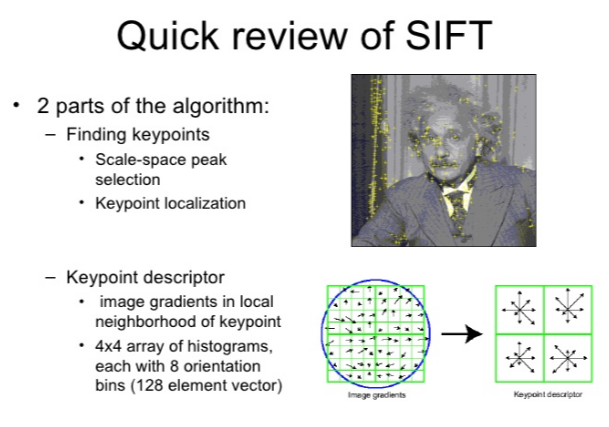 Quick review of SIFT
• 2 parts of the algorithm:
– Finding keypoints
• Scale-space peak
selection
• Keypoint localization
– Keypoint descriptor
• image gradients in local
neighborhood of keypoint
• 4x4 array of histograms,
each with 8 orientation
bins (128 element vector)
Image gradients
Keypoint descriptor